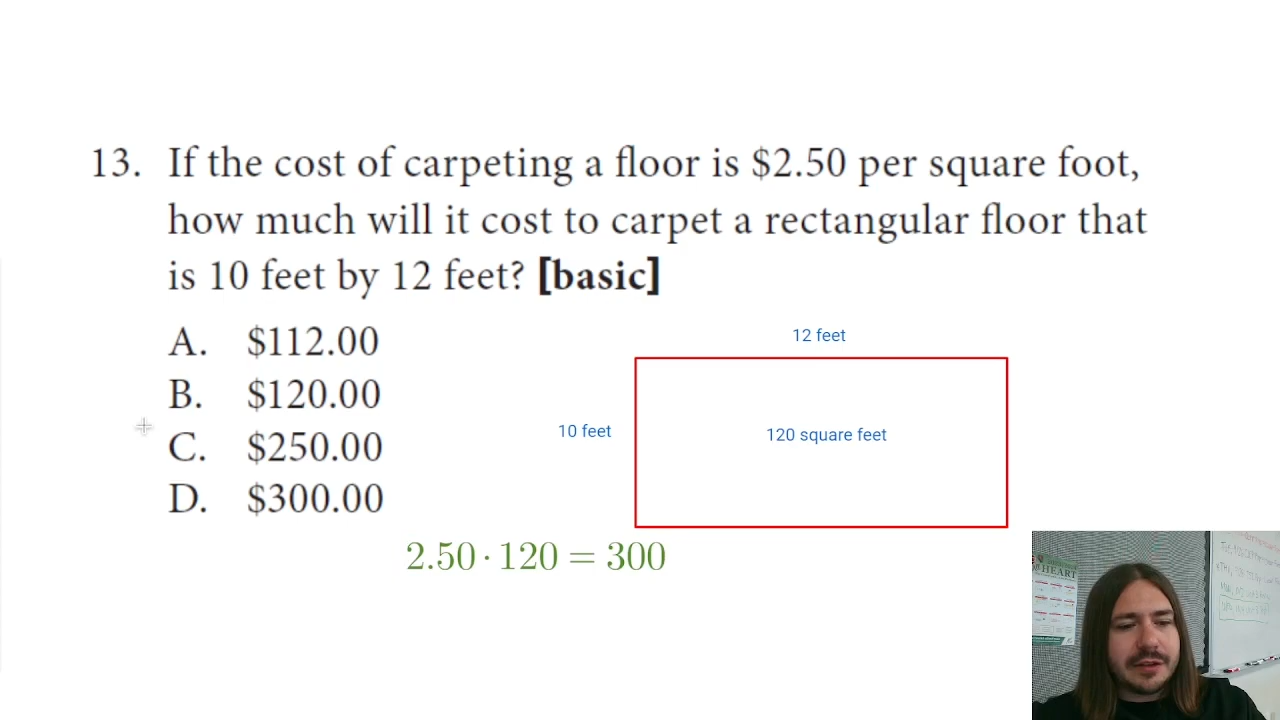 13. If the cost of carpeting a floor is $2.50 per square foot,
how much will it cost to carpet a rectangular floor that
is 10 feet by 12 feet? [basic]
A. $112.00
B. $120.00
C. $250.00
D. $300.00
12 feet
10 feet
120 square feet
2.50 · 120 = 300
HEART